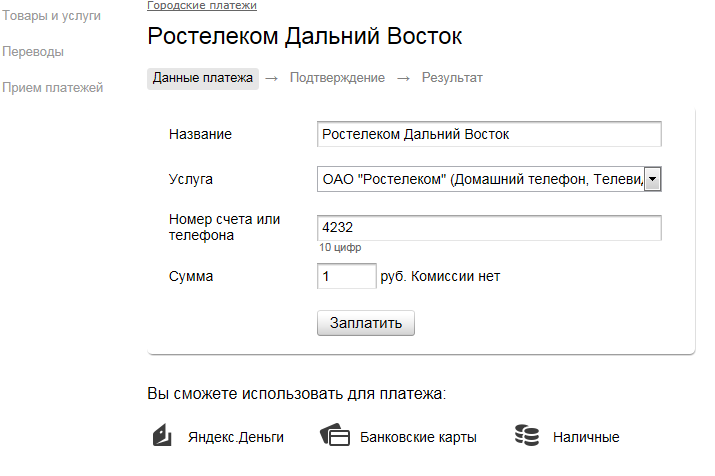 Городские платежи
Товары и услуги
Ростелеком Дальний Восток
Переводы
Прием платежей
Данные платежа → Подтверждение → Результат
Название Ростелеком Дальний Восток
Услуга ОАО "Ростелеком" (Домашний телефон, Телеви
Номер счета или
телефона
4232
10 цифр
Сумма 1 руб. Комиссии нет
Заплатить
Вы сможете использовать для платежа:
Яндекс.Деньги Банковские карты Наличные